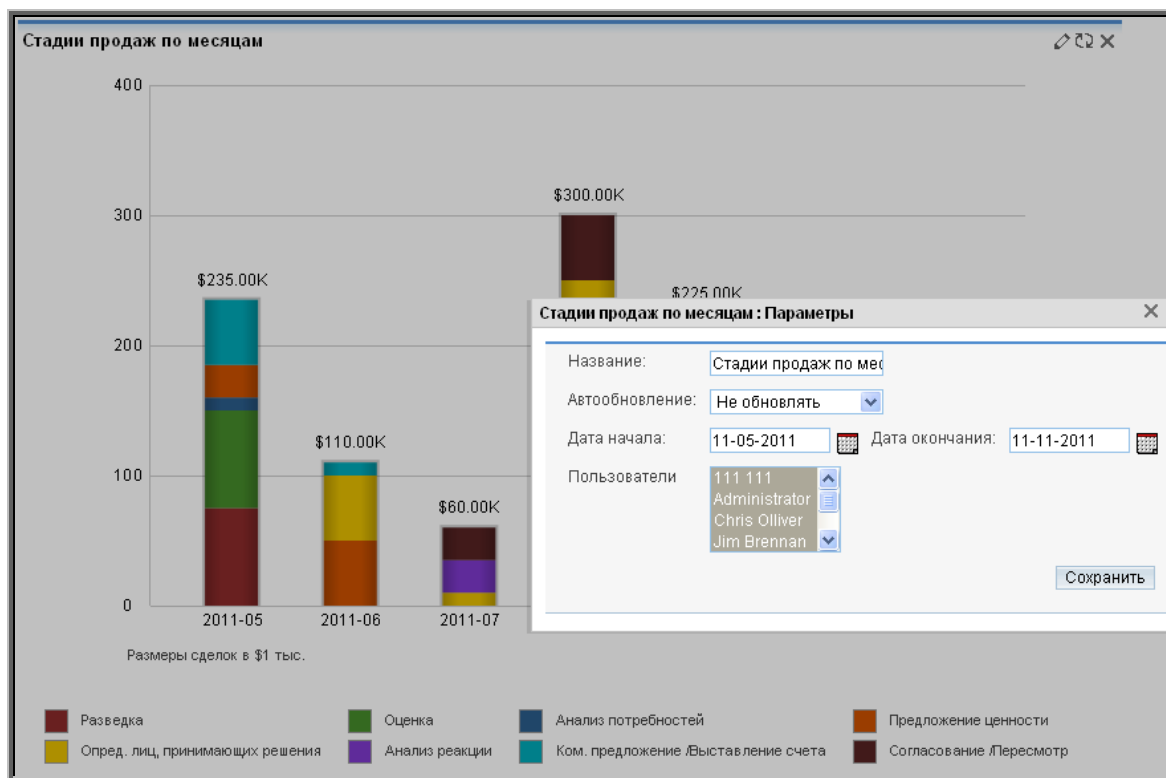 Стадии продаж по месяцам
400
$300.00K
300
$235.00K
$225.00K
Стадии продаж по месяцам : Параметры
200
Название: Стадии продаж по мес
Автообновление: Не обновлять
$110.00K
Дата начала: 11-05-2011 Дата окончания: 11-11-2011
100
Пользователи 111 111
$60.00K
Administrator
Chris Olliver
Jim Brennan
Сохранить
0
2011-05 2011-06 2011-07
Размеры сделок в $1 тыс.
Разведка Оценка Анализ потребностей Предложение ценности
Опред. лиц, принимающих решения Анализ реакции Ком. предложение /Выставление счета Согласование /Пересмотр